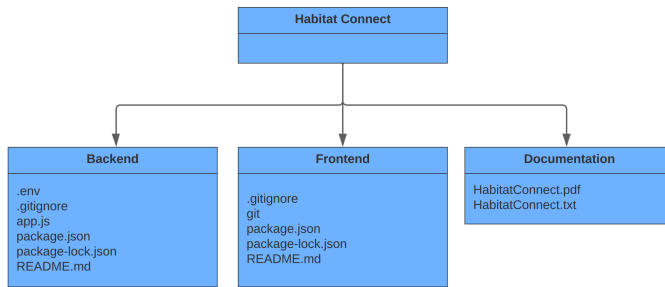 Habitat Connect
Backend
.env
.gitignore
app.js
package.json
package-lock.json
README.md
Frontend
.gitignore
git
package.json
package-lock.json
README.md
Documentation
HabitatConnect.pdf
HabitatConnect.txt